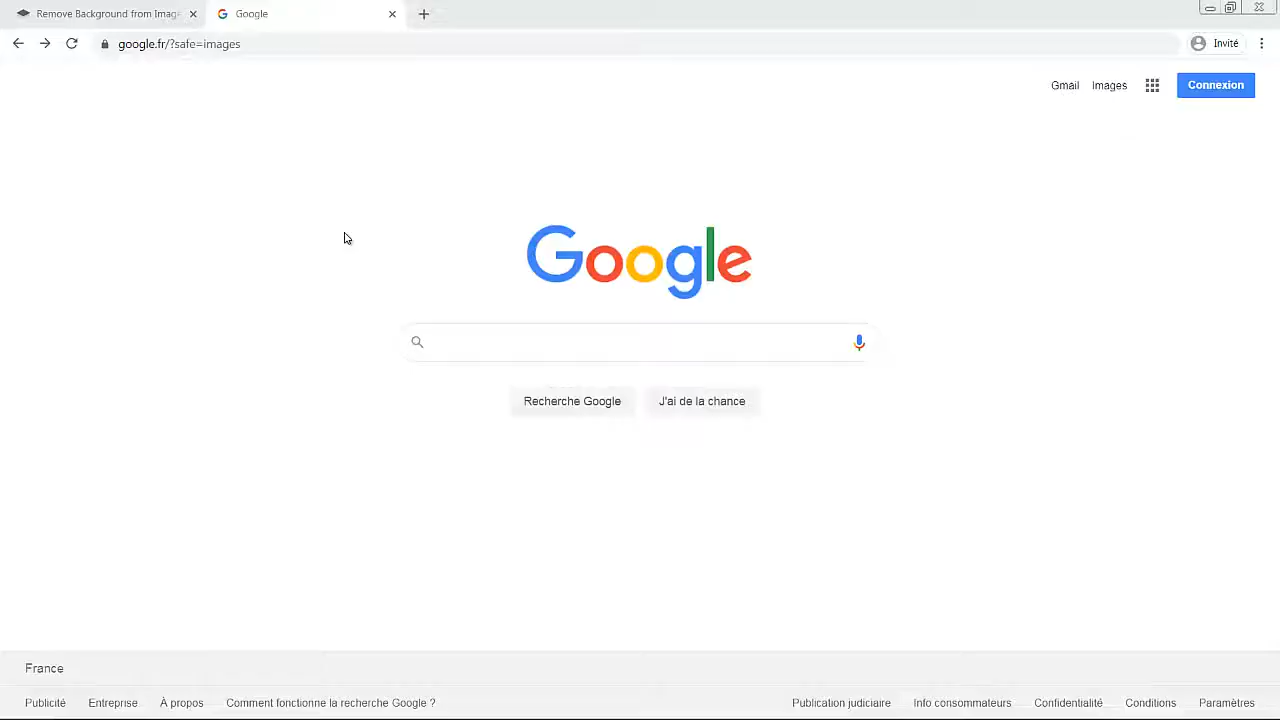 Remove Background from Imag
Google
google.fr/?safe=images
Invité
Gmail
Images
Connexion
Google
Recherche Google
J'ai de la chance
France
Publicité
Entreprise
À propos
Comment fonctionne la recherche Google ?
Publication judiciaire
Info consommateurs
Confidentialité
Conditions
Paramètres